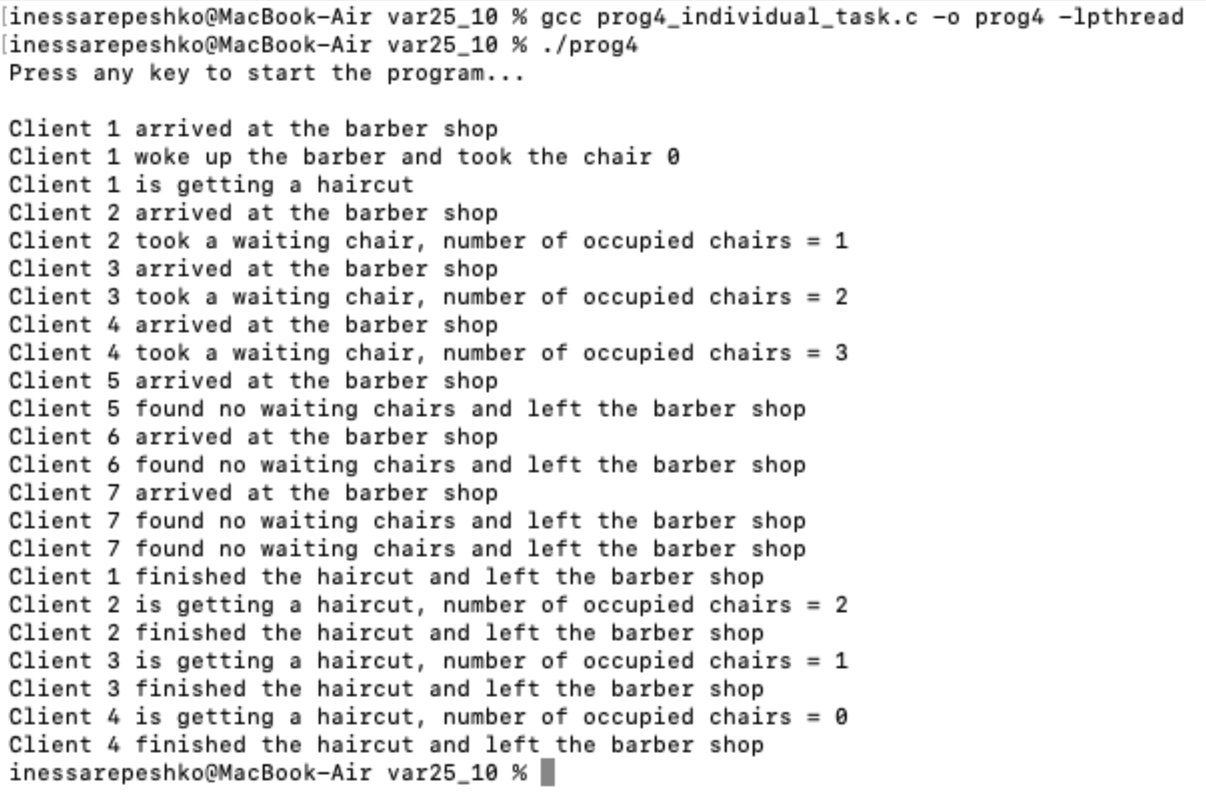 [inessarepeshko@MacBook-Air var25_10 % gcc prog4_individual_task.c -o prog4 -lpthread
[inessarepeshko@MacBook-Air var25_10 % ./prog4
Press any key to start the program...
Client 1 arrived at the barber shop
Client 1 woke up the barber and took the chair 0
Client 1 is getting a haircut
Client 2 arrived at the barber shop
Client 2 took a waiting chair, number of occupied chairs = 1
Client 3 arrived at the barber shop
Client 3 took a waiting chair, number of occupied chairs = 2
Client 4 arrived at the barber shop
Client 4 took a waiting chair, number of occupied chairs = 3
Client 5 arrived at the barber shop
Client 5 found no waiting chairs and left the barber shop
Client 6 arrived at the barber shop
Client 6 found no waiting chairs and left the barber shop
Client 7 arrived at the barber shop
Client 7 found no waiting chairs and left the barber shop
Client 7 found no waiting chairs and left the barber shop
Client 1 finished the haircut and left the barber shop
Client 2 is getting a haircut, number of occupied chairs = 2
Client 2 finished the haircut and left the barber shop
Client 3 is getting a haircut, number of occupied chairs = 1
Client 3 finished the haircut and left the barber shop
Client 4 is getting a haircut, number of occupied chairs = 0
Client 4 finished the haircut and left the barber shop
inessarepeshko@MacBook-Air var25_10 %